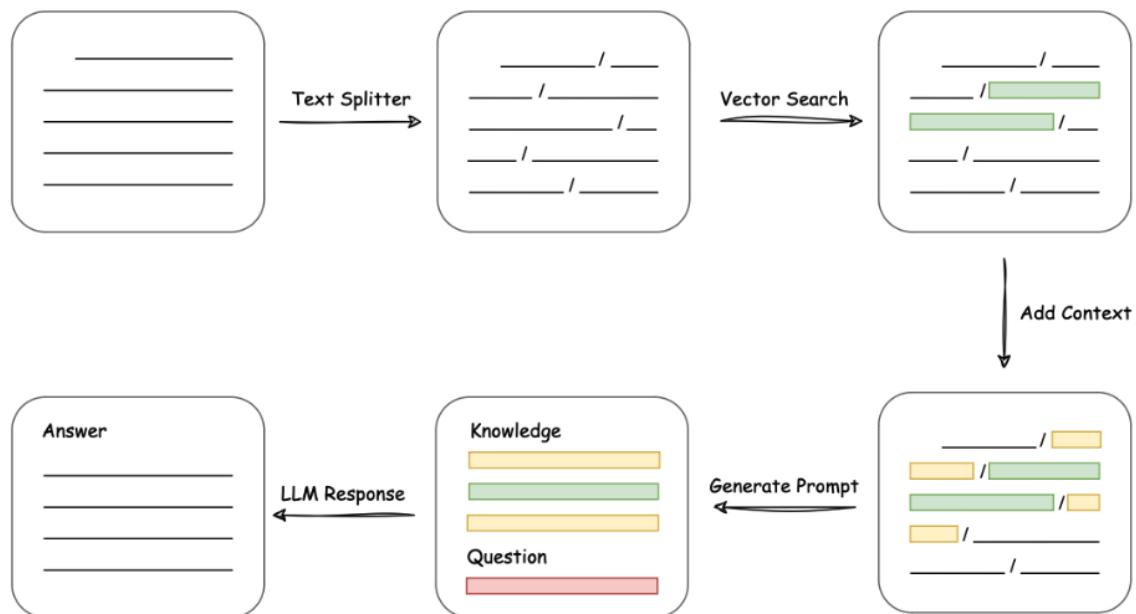 Text Splitter
Vector Search
Add Context
Generate Prompt
Knowledge
Question
LLM Response
Answer